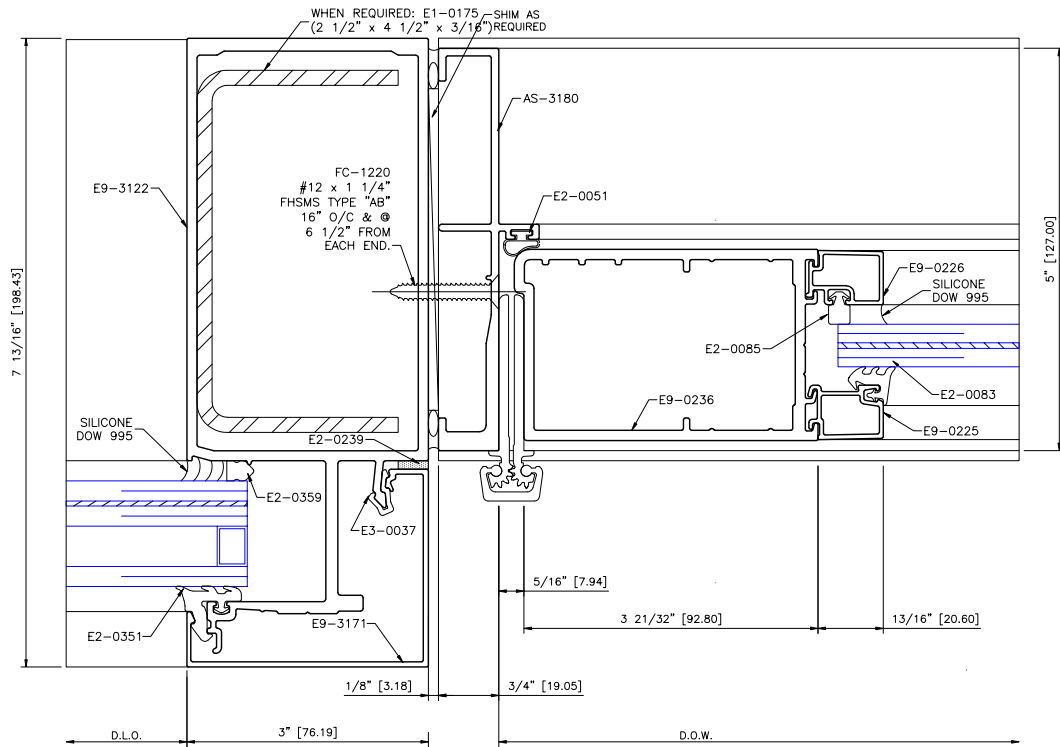 WHEN REQUIRED: E1-0175
(2 1/2" x 4 1/2" x 3/16")
SHIM AS
REQUIRED
AS-3180
E9-3122
FC-1220
#12 x 1 1/4"
FHSMS TYPE "AB"
16" O/C & @
6 1/2" FROM
EACH END.
E2-0051
E9-0226
SILICONE
DOW 995
E2-0085
E2-0083
E9-0236
E9-0225
7 13/16" [198.43]
5" [127.00]
SILICONE
DOW 995
E2-0239
E2-0359
E3-0037
E2-0351
E9-3171
5/16" [7.94]
3 21/32" [92.80]
13/16" [20.60]
1/8" [3.18]
3/4" [19.05]
D.L.O.
3" [76.19]
D.O.W.